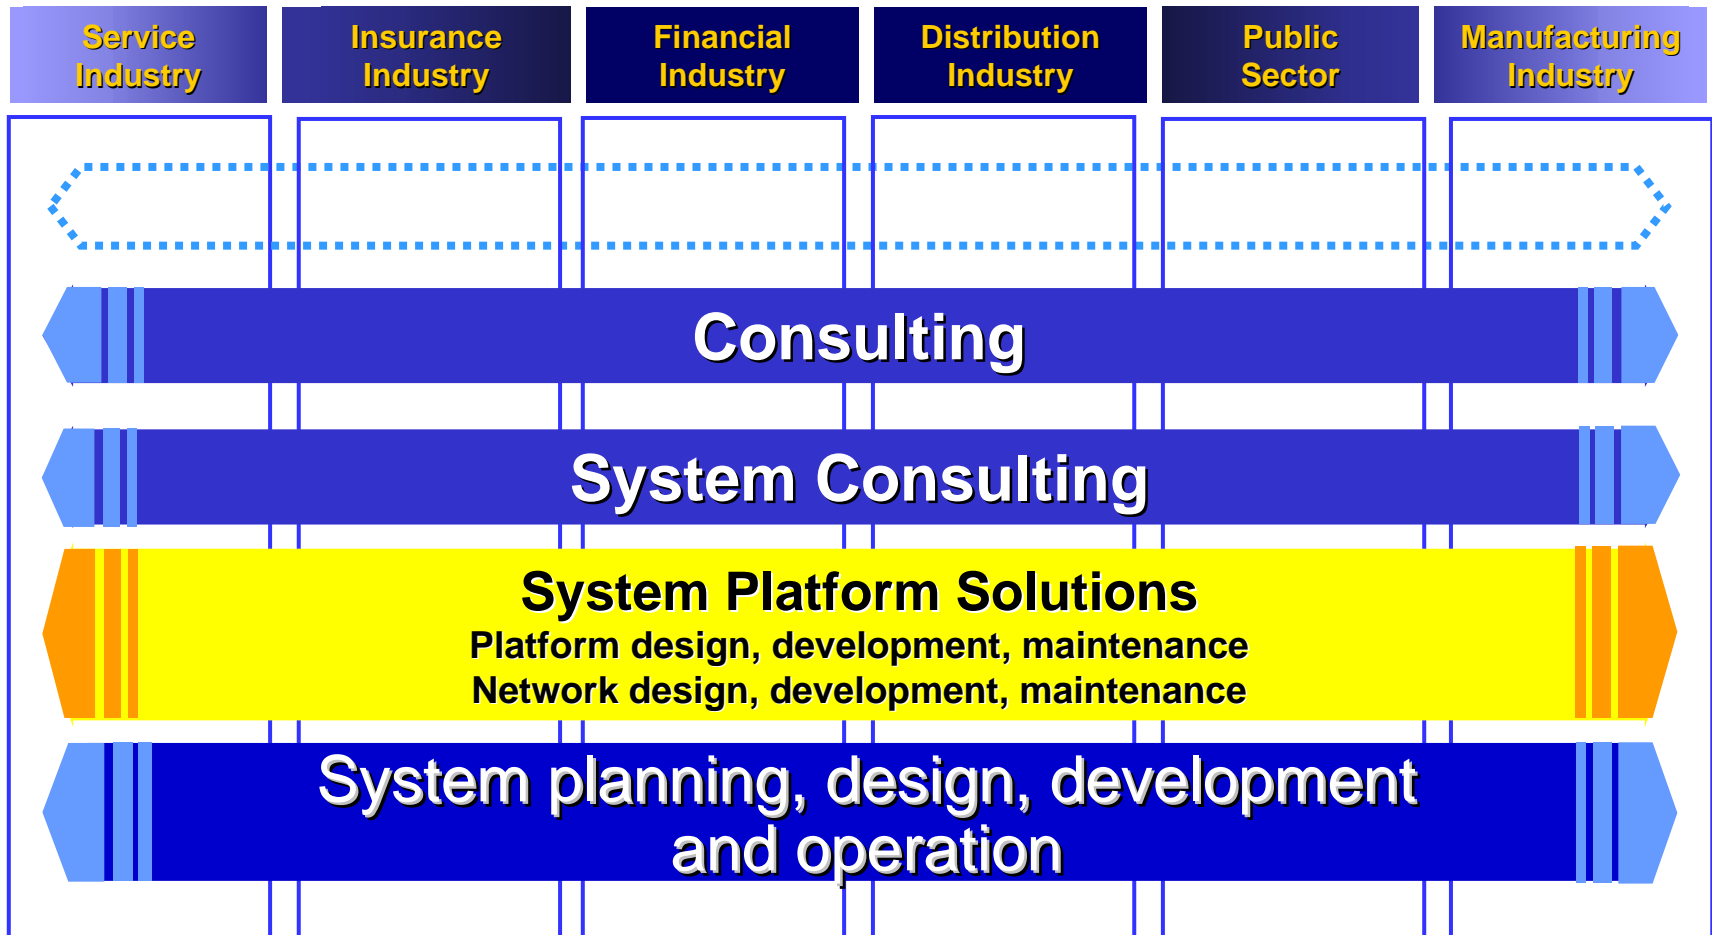 Service
Industry
Insurance
Industry
Financial
Industry
Distribution
Industry
Public
Sector
Manufacturing
Industry
Consulting
System Consulting
System Platform Solutions
Platform design, development, maintenance
Network design, development, maintenance
System planning, design, development
and operation